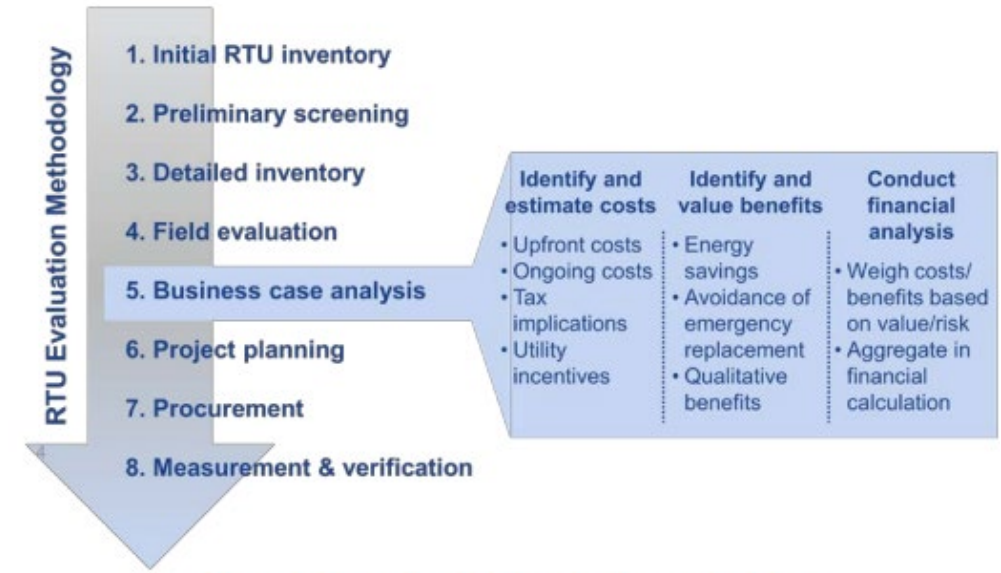 RTU Evaluation Methodology
1. Initial RTU inventory
2. Preliminary screening
3. Detailed inventory
4. Field evaluation
5. Business case analysis
6. Project planning
7. Procurement
8. Measurement & verification
4
Identify and
estimate costs
• Upfront costs
• Ongoing costs
• Tax
implications
• Utility
incentives
Identify and
value benefits
• Energy
savings
• Avoidance of
emergency
replacement
• Qualitative
benefits
Conduct
financial
analysis
• Weigh costs/
benefits based
on value/risk
• Aggregate in
financial
calculation